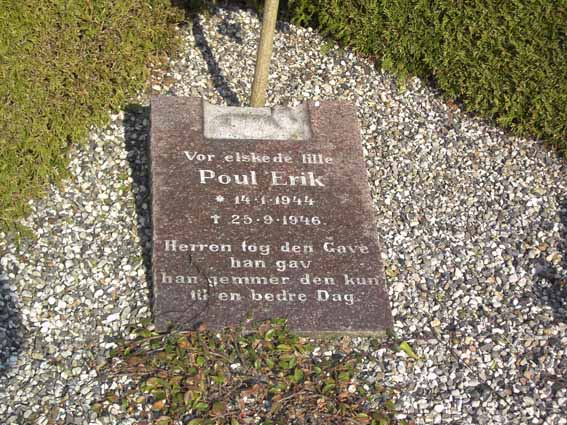 Vor elskede lille
Poul Erik
* 14·1·1944
† 25·9·1946.
Herren tog den Gave
han gav
han gemmer den kun
til en bedre Dag.